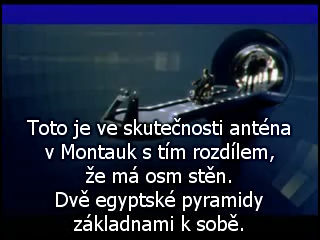 Toto je ve skutečnosti anténa
v Montauk s tím rozdílem,
že má osm stěn.
Dvě egyptské pyramidy
základnami k sobě.